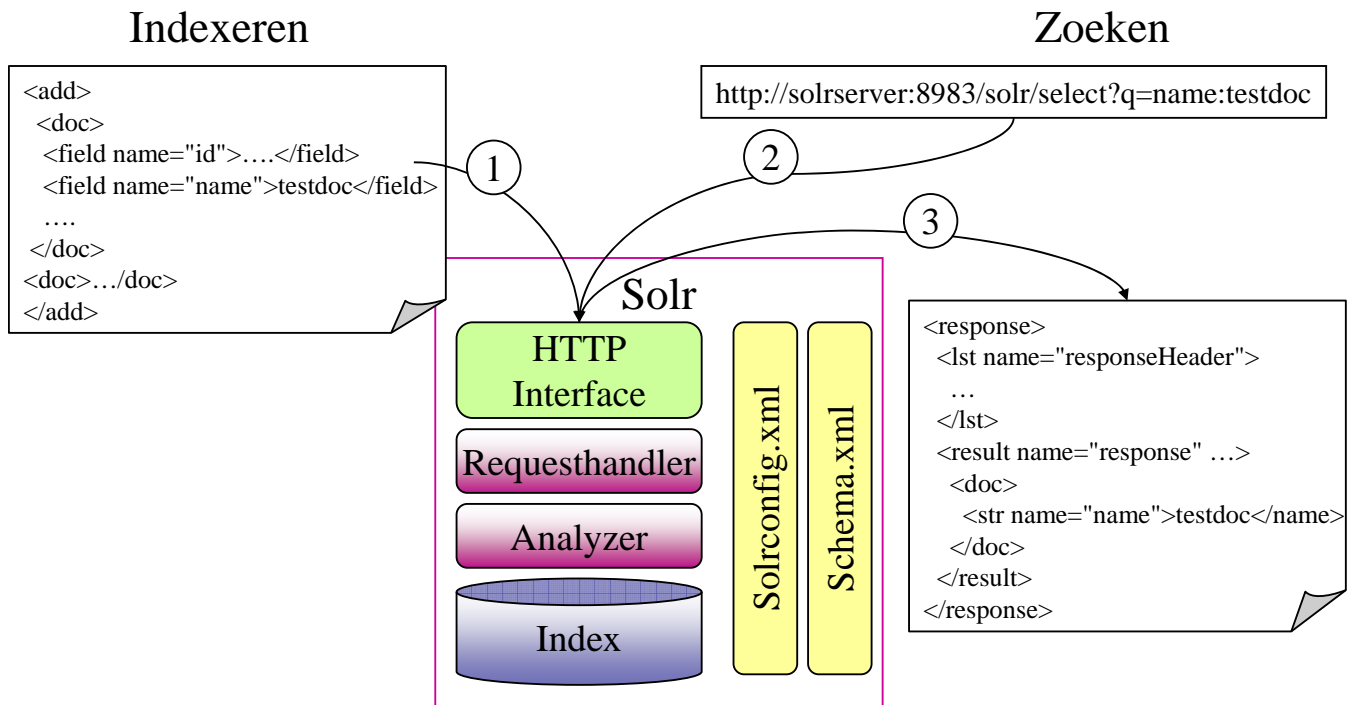 Indexeren
<add>
<doc>
<field name="id">….</field>
<field name="name">testdoc</field>
….
</doc>
<doc>…/doc>
</add>
Zoeken
http://solrserver:8983/solr/select?q=name:testdoc
1
2
3
Solr
HTTP
Interface
Requesthandler
Analyzer
Index
Solrconfig.xml
Schema.xml
<response>
<lst name="responseHeader">
…
</lst>
<result name="response" …>
<doc>
<str name="name">testdoc</name>
</doc>
</result>
</response>